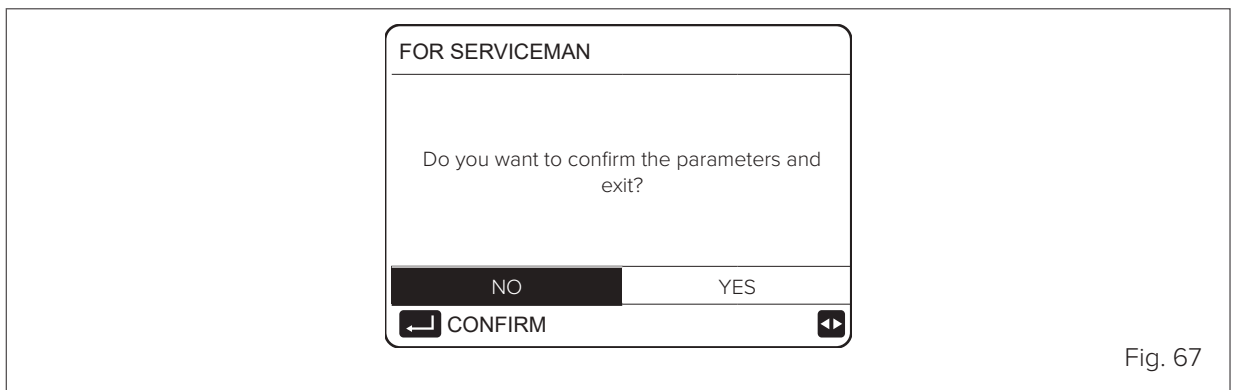 FOR SERVICEMAN
Do you want to confirm the parameters and
exit?
NO YES
CONFIRM
Fig. 67